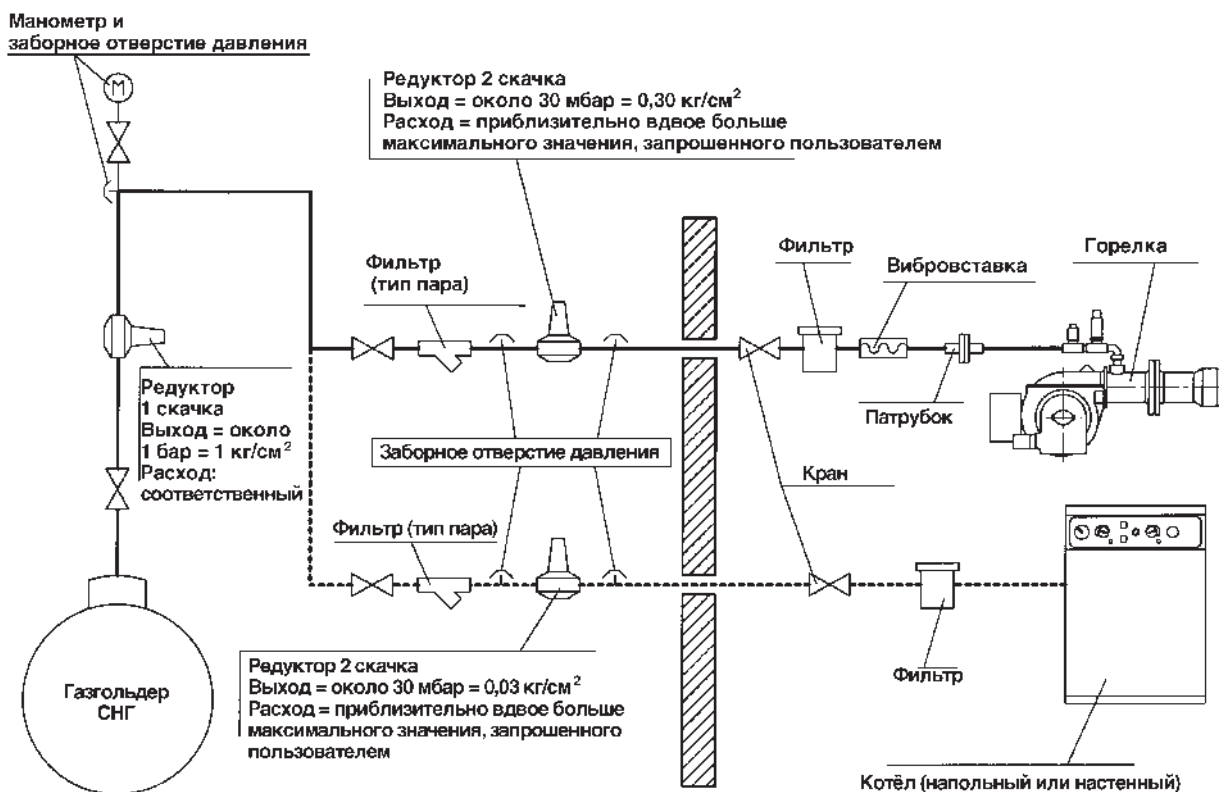 Манометр и
заборное отверстие давления
М
Редуктор 2 скачка
Выход = около 30 мбар = 0,30 кг/см²
Расход = приблизительно вдвое больше
максимального значения, запрошенного пользователем
Фильтр
(тип пара)
Фильтр
Вибровставка
Горелка
Редуктор
1 скачка
Выход = около
1 бар = 1 кг/см²
Расход:
соответственный
Патрубок
Заборное отверстие давления
Кран
Фильтр (тип пара)
Редуктор 2 скачка
Выход = около 30 мбар = 0,03 кг/см²
Расход = приблизительно вдвое больше
максимального значения, запрошенного
пользователем
Газгольдер
СНГ
Фильтр
Котёл (напольный или настенный)